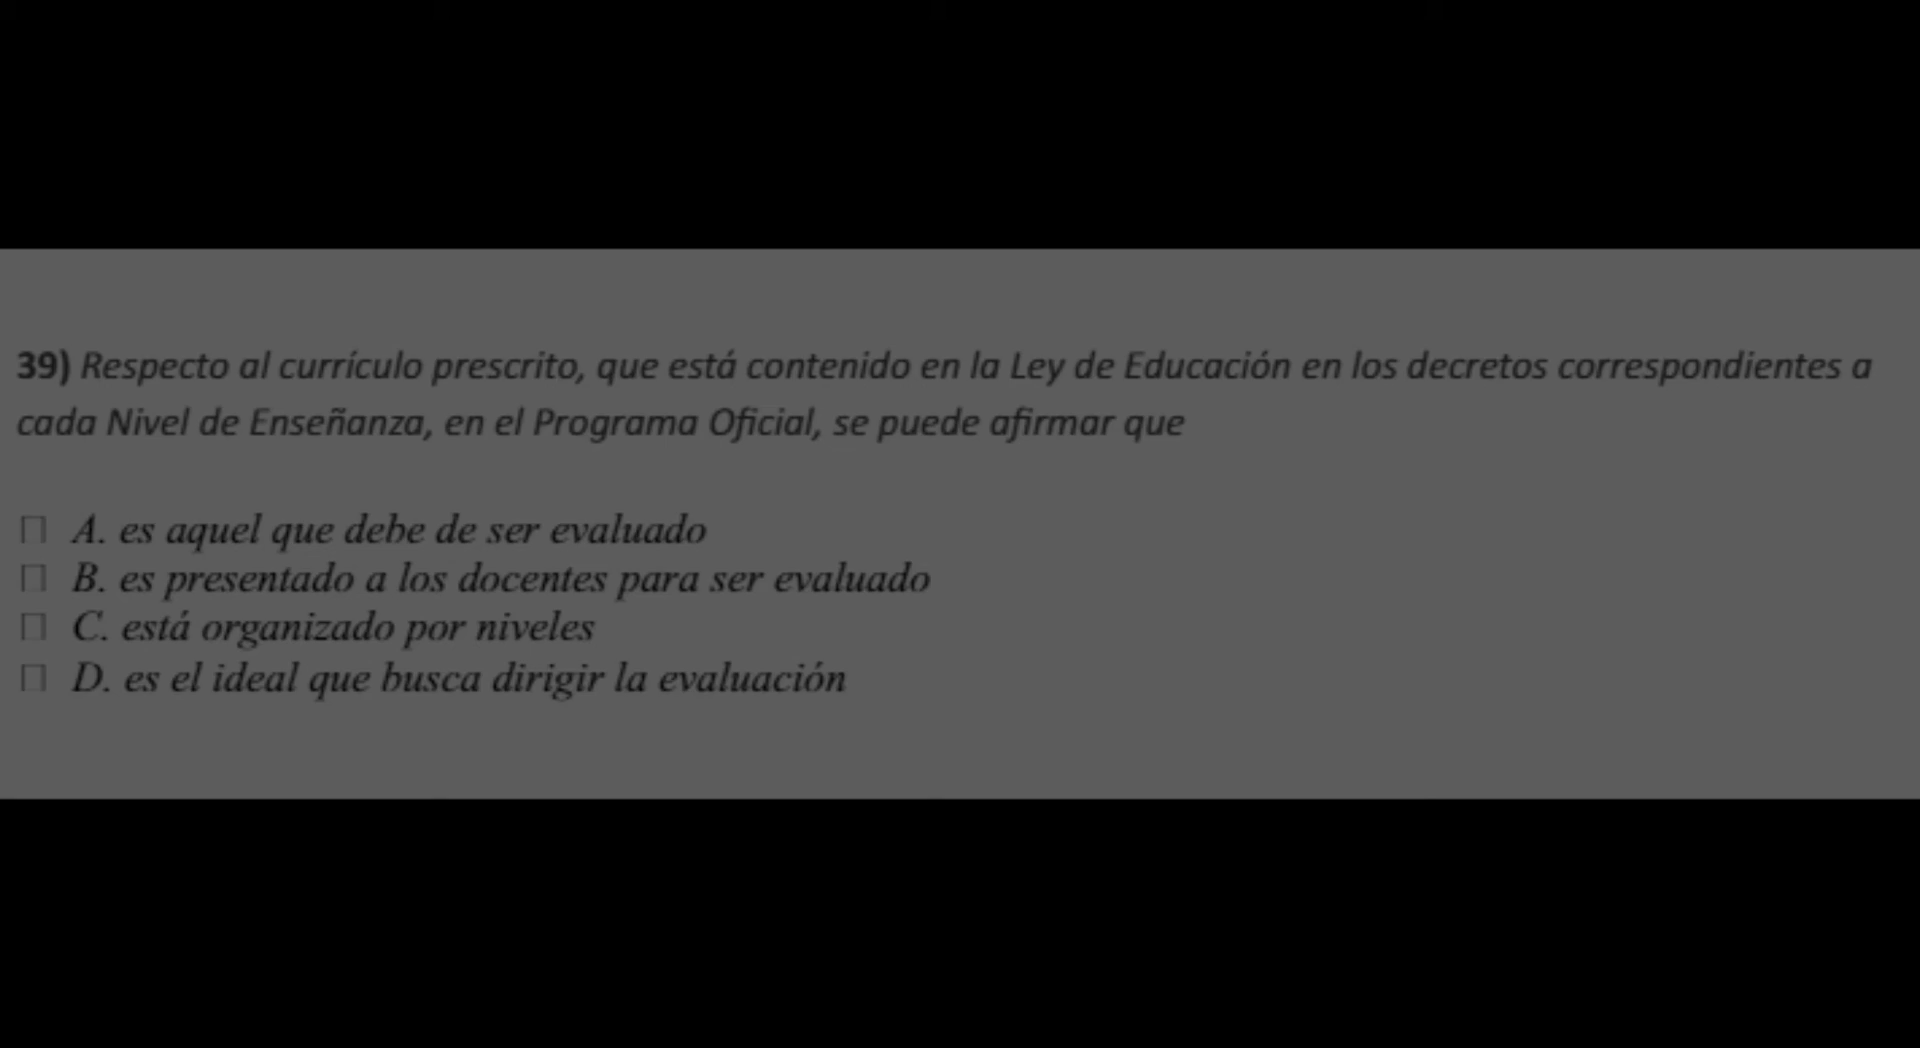 39) Respecto al currículo prescrito, que está contenido en la Ley de Educación en los decretos correspondientes a
cada Nivel de Enseñanza, en el Programa Oficial, se puede afirmar que
A. es aquel que debe de ser evaluado
B. es presentado a los docentes para ser evaluado
C. está organizado por niveles
D. es el ideal que busca dirigir la evaluación